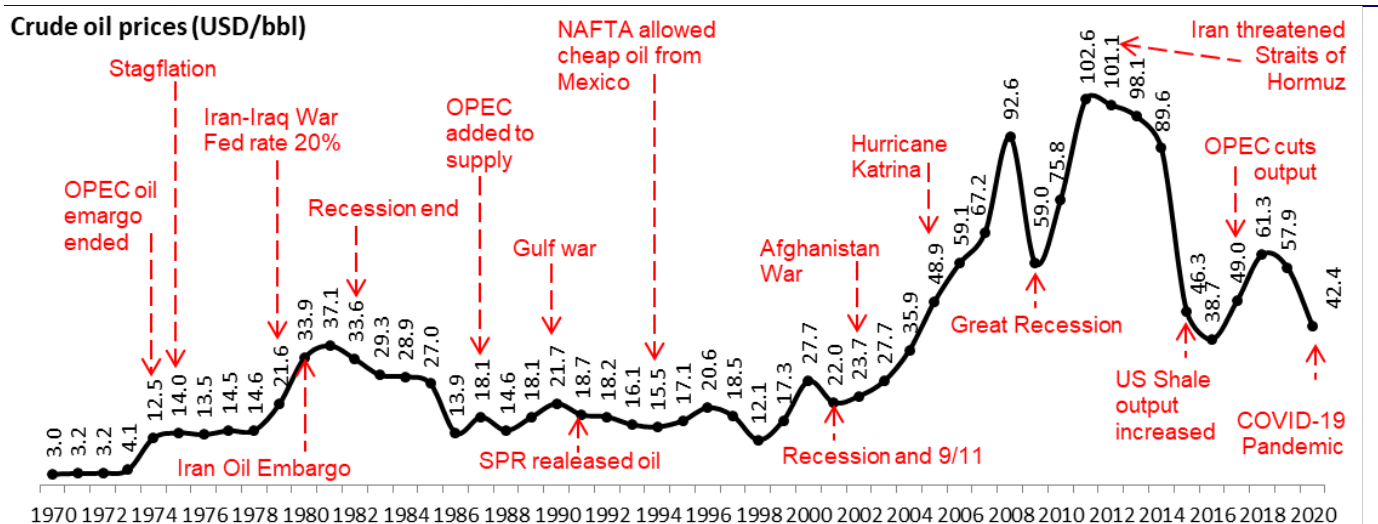 Crude oil prices (USD/bbl)
Stagflation
Iran-Iraq War
Fed rate 20%
OPEC oil
emargo
ended
Recession end
OPEC
added to
supply
Gulf war
NAFTA allowed
cheap oil from
Mexico
Afghanistan
War
Hurricane
Katrina
Iran threatened
Straits of
Hormuz
OPEC cuts
output
Iran Oil Embargo
SPR realeased oil
Recession and 9/11
Great Recession
US Shale
output
increased
COVID-19
Pandemic
3.0
3.2
3.2
4.1
12.5
14.0
13.5
14.5
14.6
21.6
33.9
37.1
33.6
29.3
28.9
27.0
13.9
18.1
14.6
18.1
21.7
18.7
18.2
16.1
15.5
17.1
20.6
18.5
12.1
17.3
27.7
22.0
23.7
27.7
35.9
48.9
59.1
67.2
92.6
59.0
75.8
102.6
101.1
98.1
89.6
46.3
38.7
49.0
61.3
57.9
42.4
1970 1972 1974 1976 1978 1980 1982 1984 1986 1988 1990 1992 1994 1996 1998 2000 2002 2004 2006 2008 2010 2012 2014 2016 2018 2020